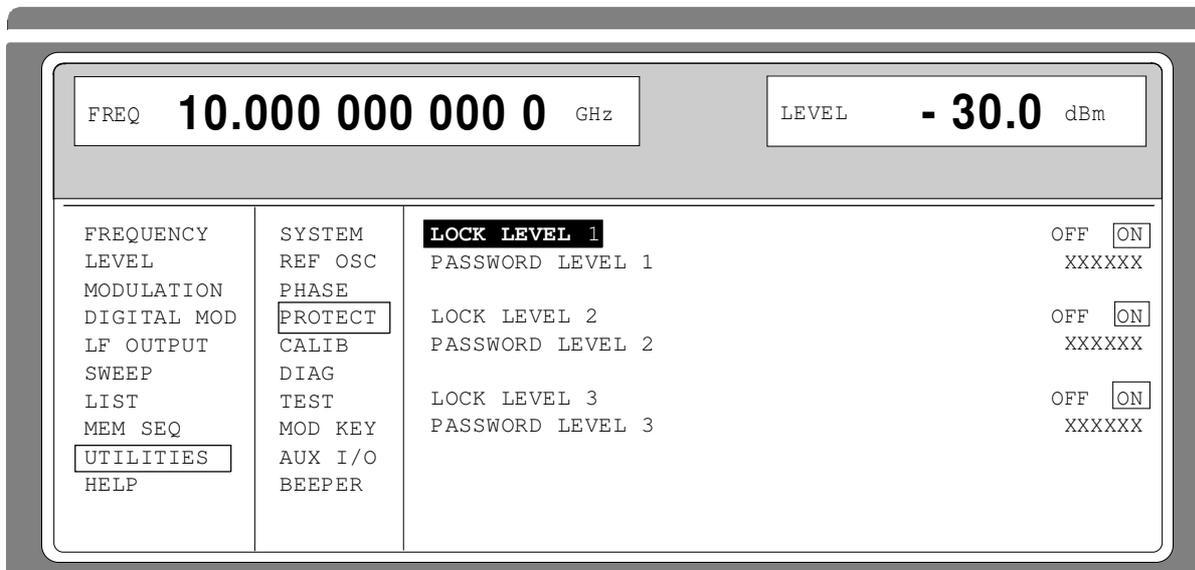 FREQ 10.000 000 000 0 GHz LEVEL - 30.0 dBm
FREQUENCY SYSTEM LOCK LEVEL 1 OFF ON
LEVEL REF OSC PASSWORD LEVEL 1 XXXXXX
MODULATION PHASE
DIGITAL MOD PROTECT LOCK LEVEL 2 OFF ON
LF OUTPUT CALIB PASSWORD LEVEL 2 XXXXXX
SWEEP DIAG
LIST TEST LOCK LEVEL 3 OFF ON
MEM SEQ MOD KEY PASSWORD LEVEL 3 XXXXXX
UTILITIES AUX I/O
HELP BEEPER